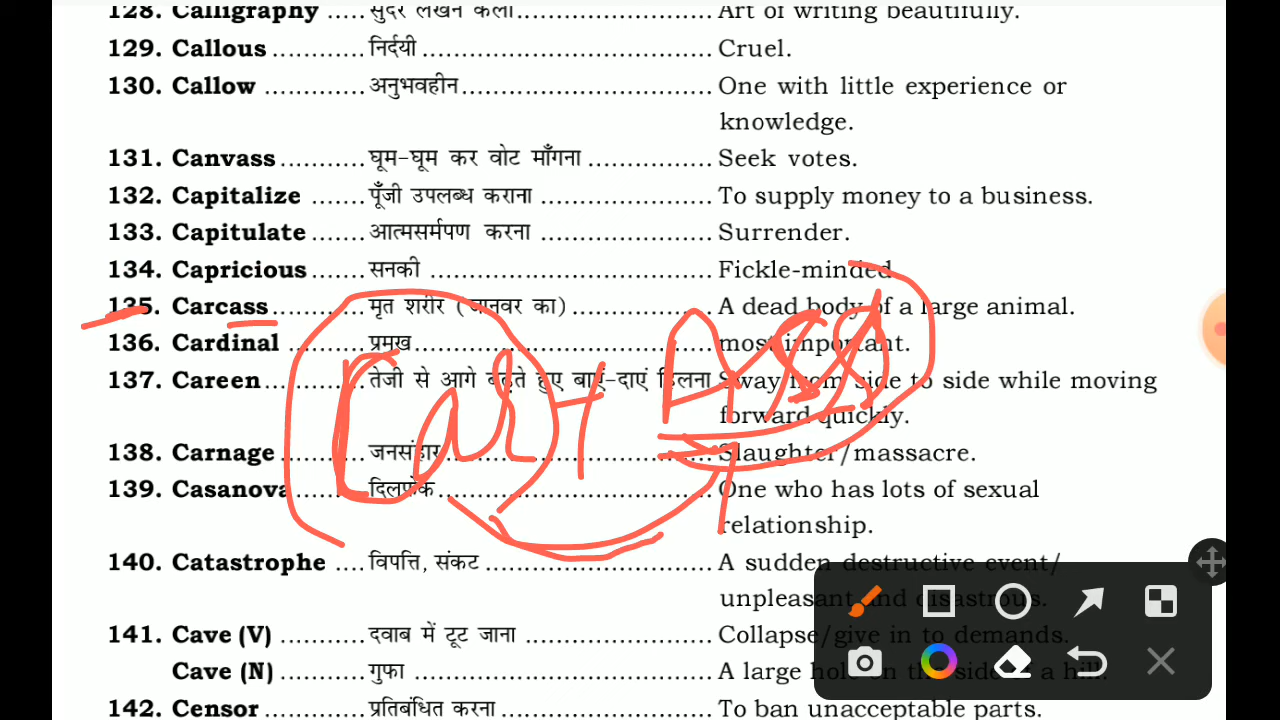 128. Calligraphy ..... सुंदर लेखन कला ........................ Art of writing beautifully.
129. Callous ............ निर्दयी .................................... Cruel.
130. Callow ............. अनुभवहीन ............................... One with little experience or
knowledge.
131. Canvass ........... घूम-घूम कर वोट माँगना ............... Seek votes.
132. Capitalize ....... पूँजी उपलब्ध कराना ..................... To supply money to a business.
133. Capitulate ....... आत्मसर्मपण करना ..................... Surrender.
134. Capricious ....... सनकी ................................... Fickle-minded
135. Carcass ........... मृत शरीर (जानवर का) ................. A dead body of a large animal.
136. Cardinal .......... प्रमुख ..................................... most important.
137. Careen ............. तेजी से आगे बढ़ते हुए बाएं-दाएं हिलना Sway from side to side while moving
forward quickly.
138. Carnage ........... जनसंहार ................................ Slaughter/massacre.
139. Casanova ......... दिलफेंक ................................. One who has lots of sexual
relationship.
140. Catastrophe .... विपत्ति, संकट ............................ A sudden destructive event/
unpleasant and disastrous.
141. Cave (V) ........... दवाब में टूट जाना ....................... Collapse/give in to demands.
Cave (N) ........... गुफा ..................................... A large hole on the side of a hill.
142. Censor ............. प्रतिबंधित करना .......................... To ban unacceptable parts.
Car + Ass